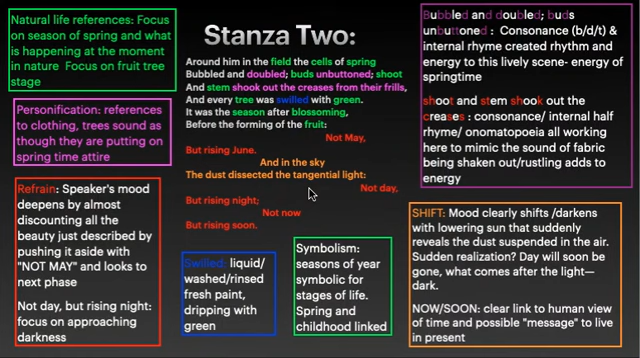 Stanza Two:
Natural life references: Focus
on season of spring and what
is happening at the moment
in nature Focus on fruit tree
stage
Personification: references
to clothing, trees sound as
though they are putting on
spring time attire
Refrain: Speaker's mood
deepens by almost
discounting all the
beauty just described by
pushing it aside with
"NOT MAY" and looks to
next phase
Not day, but rising night:
focus on approaching
darkness
Around him in the field the cells of spring
Bubbled and doubled; buds unbuttoned; shoot
And stem shook out the creases from their frills,
And every tree was swilled with green.
It was the season after blossoming,
Before the forming of the fruit:
Not May,
But rising June.
And in the sky
The dust dissected the tangential light:
Not day,
But rising night;
Not now
But rising soon.
Swilled: liquid/
washed/rinsed
fresh paint,
dripping with
green
Symbolism:
seasons of year
symbolic for
stages of life.
Spring and
childhood linked
Bubbled and doubled; buds
unbuttoned : Consonance (b/d/t) &
internal rhyme created rhythm and
energy to this lively scene- energy of
springtime
shoot and stem shook out the
creases : consonance/ internal half
rhyme/ onomatopoeia all working
here to mimic the sound of fabric
being shaken out/rustling adds to
energy
SHIFT: Mood clearly shifts /darkens
with lowering sun that suddenly
reveals the dust suspended in the air.
Sudden realization? Day will soon be
gone, what comes after the light—
dark.
NOW/SOON: clear link to human view
of time and possible "message" to live
in present